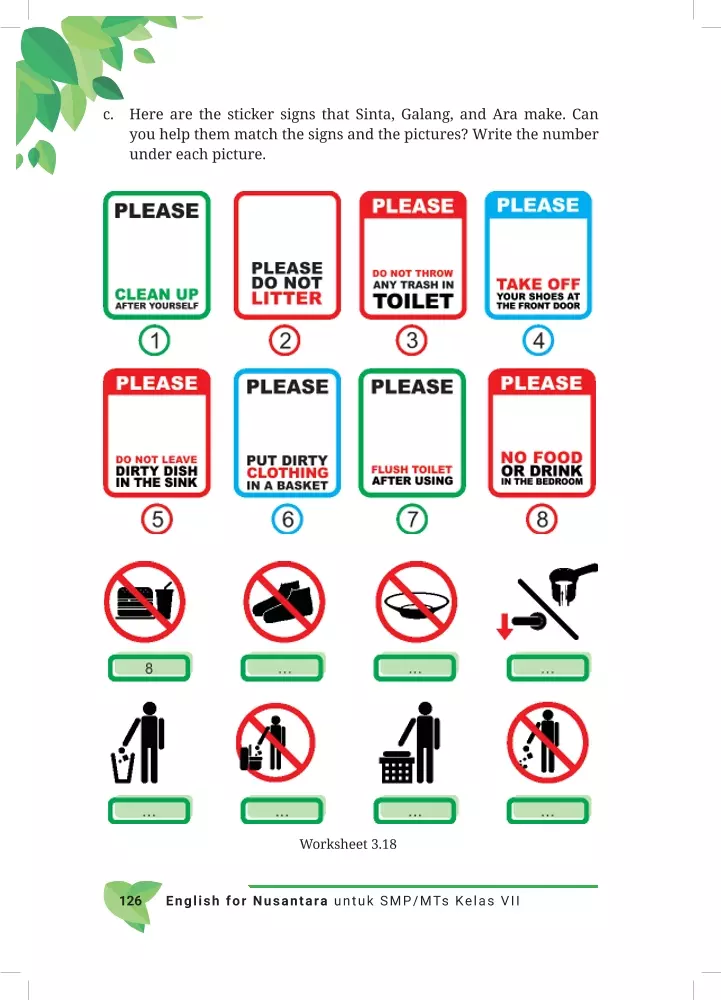 c. Here are the sticker signs that Sinta, Galang, and Ara make. Can
you help them match the signs and the pictures? Write the number
under each picture.
PLEASE
CLEAN UP
AFTER YOURSELF
1
PLEASE
DO NOT
LITTER
2
PLEASE
DO NOT THROW
ANY TRASH IN
TOILET
3
PLEASE
TAKE OFF
YOUR SHOES AT
THE FRONT DOOR
4
PLEASE
DO NOT LEAVE
DIRTY DISH
IN THE SINK
5
PLEASE
PUT DIRTY
CLOTHING
IN A BASKET
6
PLEASE
FLUSH TOILET
AFTER USING
7
PLEASE
NO FOOD
OR DRINK
IN THE BEDROOM
8
8
...
...
...
...
...
...
...
Worksheet 3.18
126 English for Nusantara untuk SMP/MTs Kelas VII